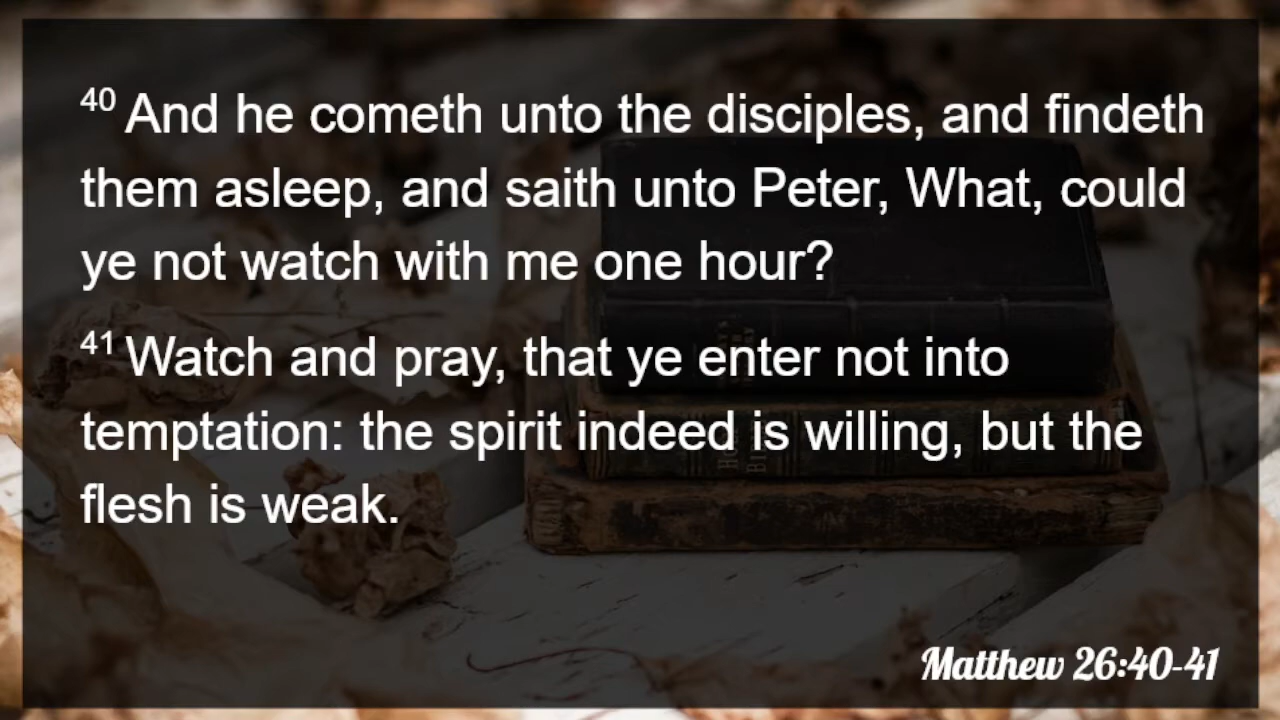 40 And he cometh unto the disciples, and findeth
them asleep, and saith unto Peter, What, could
ye not watch with me one hour?
41 Watch and pray, that ye enter not into
temptation: the spirit indeed is willing, but the
flesh is weak.
HOLY
BIBLE
Matthew 26:40-41